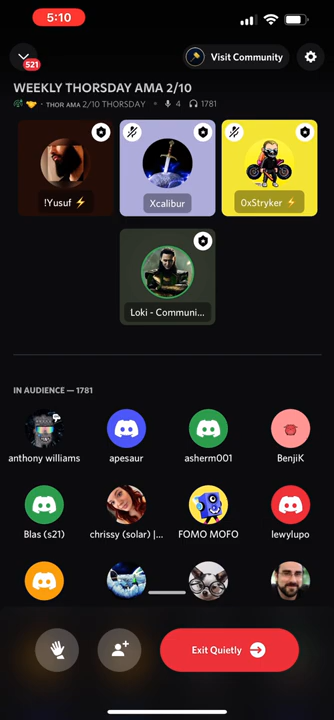 5:10
521
Visit Community
WEEKLY THORSDAY AMA 2/10
THOR AMA 2/10 THORSDAY • 4 1781
!Yusuf ⚡
Xcalibur
0xStryker ⚡
Loki - Communi...
IN AUDIENCE — 1781
anthony williams
apesaur
asherm001
BenjiK
Blas (s21)
chrissy (solar) |...
FOMO MOFO
lewylupo
Exit Quietly